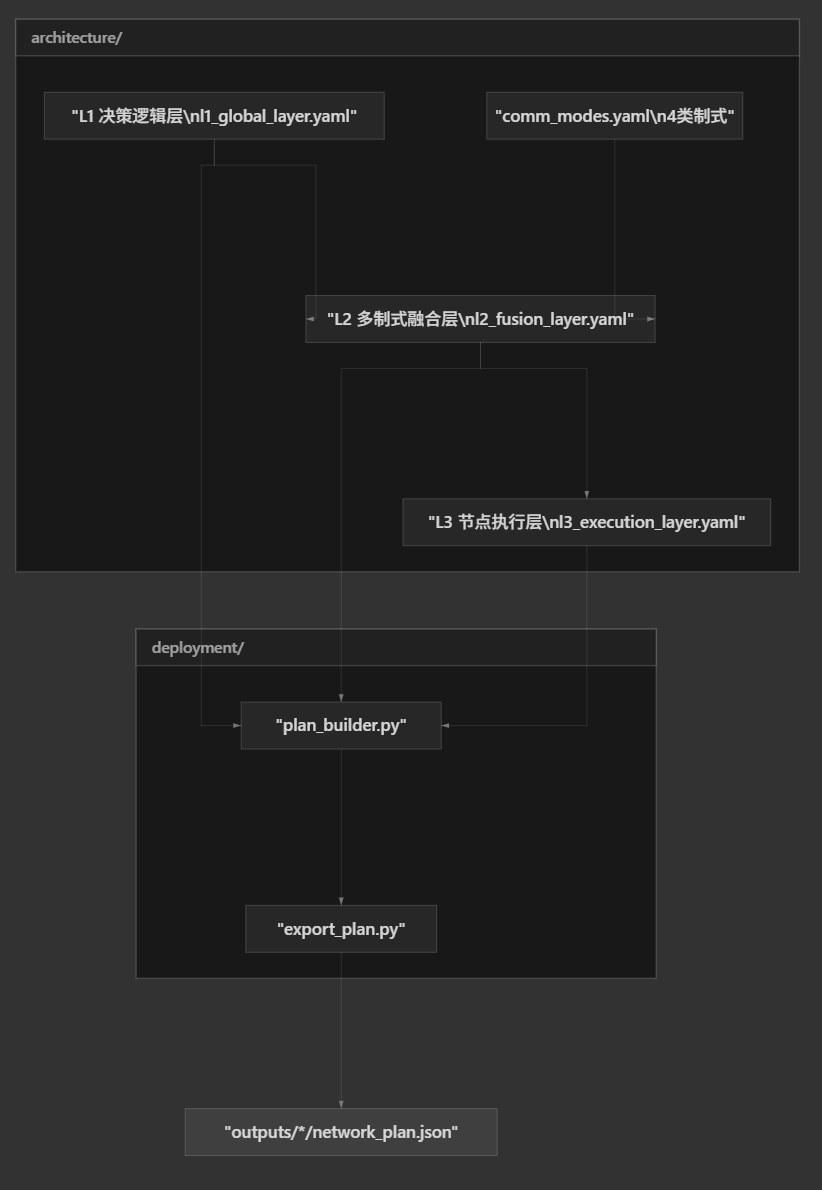 architecture/
"L1 决策逻辑层\nl1_global_layer.yaml"
"comm_modes.yaml\n4类制式"
"L2 多制式融合层\nl2_fusion_layer.yaml"
"L3 节点执行层\nl3_execution_layer.yaml"
deployment/
"plan_builder.py"
"export_plan.py"
"outputs/*/network_plan.json"